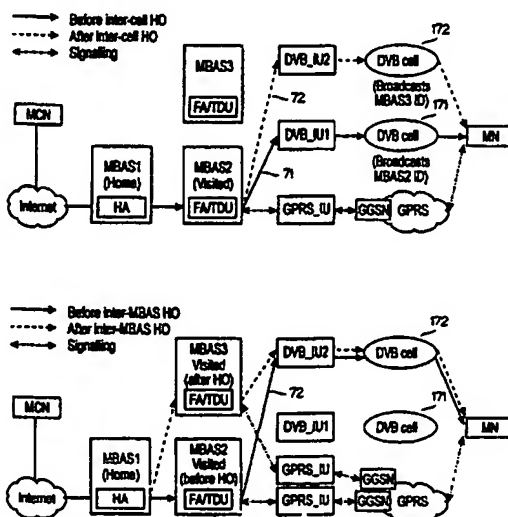 Before inter-cell HO
After inter-cell HO
Signalling
MCN
Internet
MBAS1
(Home)
HA
MBAS3
FA/TDU
MBAS2
(Visited)
FA/TDU
72
71
DVB_IU2
DVB_IU1
GPRS_IU
172
DVB cell
(Broadcasts
MBAS3 ID)
171
DVB cell
(Broadcasts
MBAS2 ID)
GGSN
GPRS
MN
Before inter-MBAS HO
After inter-MBAS HO
Signalling
MCN
Internet
MBAS1
(Home)
HA
MBAS3
Visited
(after HO)
FA/TDU
MBAS2
Visited
(before HO)
FA/TDU
72
DVB_IU2
DVB_IU1
GPRS_IU
GPRS_IU
172
DVB cell
171
DVB cell
GGSN
GGSN
GPRS
MN